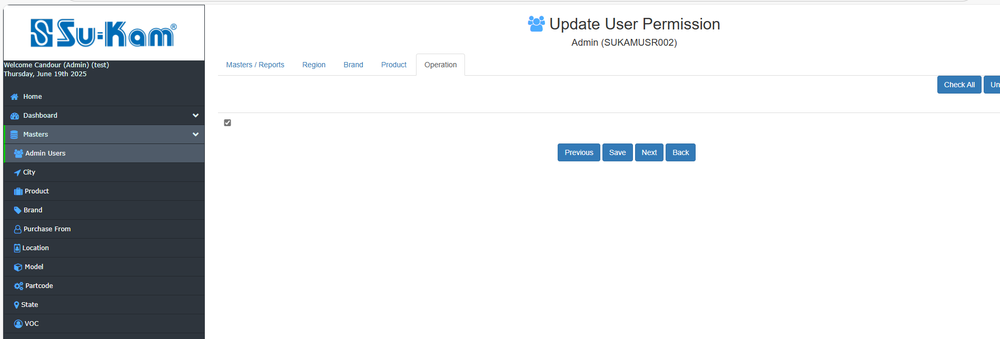 Su-Kam®
Welcome Candour (Admin) (test)
Thursday, June 19th 2025
Home
Dashboard
Masters
Admin Users
City
Product
Brand
Purchase From
Location
Model
Partcode
State
VOC
Update User Permission
Admin (SUKAMUSR002)
Masters / Reports Region Brand Product Operation
Check All Un
Previous Save Next Back